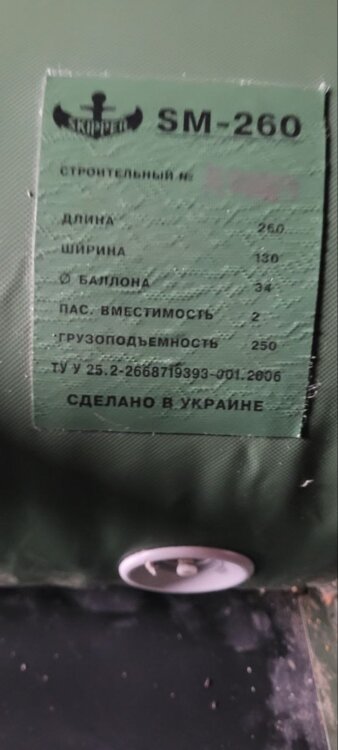 SKIPPER SM-260
СТРОИТЕЛЬНЫЙ №
ДЛИНА 260
ШИРИНА 130
Ø БАЛЛОНА 34
ПАС. ВМЕСТИМОСТЬ 2
ГРУЗОПОДЪЕМНОСТЬ 250
ТУ У 25.2-2668719393-001.2006
СДЕЛАНО В УКРАИНЕ